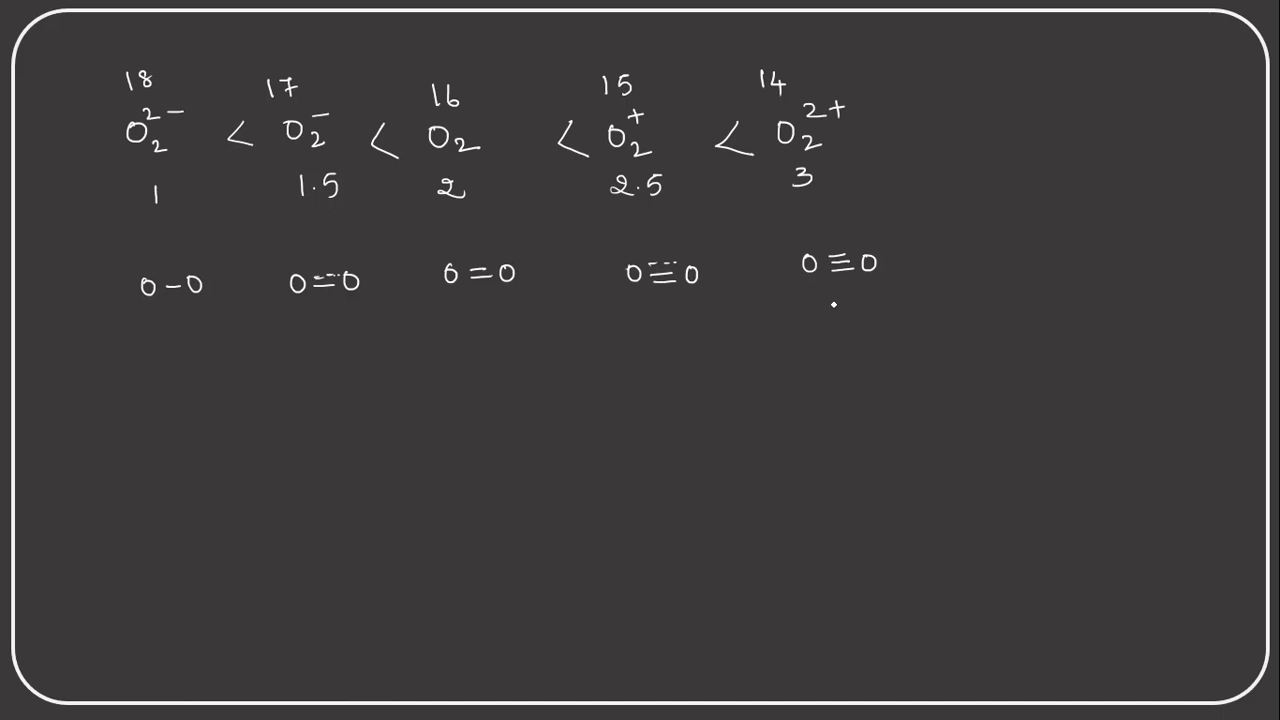 18 17 16 15 14
O₂²⁻ < O₂⁻ < O₂ < O₂⁺ < O₂²⁺
1 1.5 2 2.5 3
O-O O=O O=O O≡O O≡O